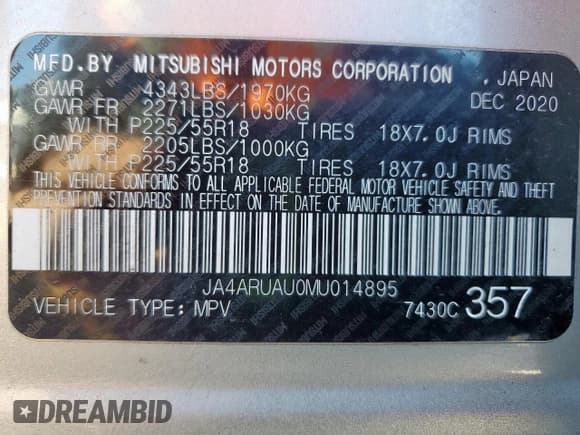 MFD.BY MITSUBISHI MOTORS CORPORATION . JAPAN
GVWR 4343LBS/1970KG DEC 2020
GAWR FR 2271LBS/1030KG
WITH P225/55R18 TIRES 18X7.0J RIMS
GAWR RR 2205LBS/1000KG
WITH P225/55R18 TIRES 18X7.0J RIMS
THIS VEHICLE CONFORMS TO ALL APPLICABLE FEDERAL MOTOR VEHICLE SAFETY AND THEFT
PREVENTION STANDARDS IN EFFECT ON THE DATE OF MANUFACTURE SHOWN ABOVE.
JA4ARUAU0MU014895
VEHICLE TYPE: MPV 7430C 357
DREAMBID